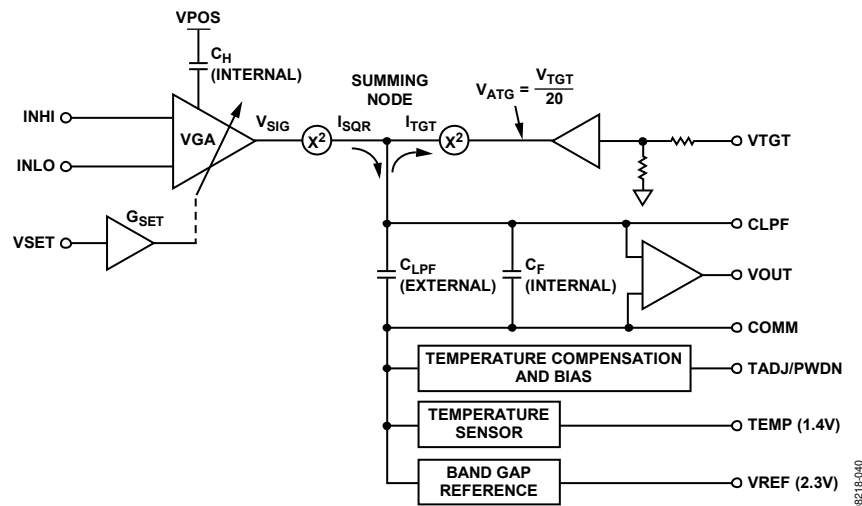 VPOS
C_H
(INTERNAL)
INHI
INLO
VGA
V_SIG
X²
I_SQR
SUMMING
NODE
I_TGT
X²
V_ATG = V_TGT/20
VTGT
VSET
G_SET
C_LPF
(EXTERNAL)
C_F
(INTERNAL)
CLPF
VOUT
COMM
TEMPERATURE COMPENSATION
AND BIAS
TADJ/PWDN
TEMPERATURE
SENSOR
TEMP (1.4V)
BAND GAP
REFERENCE
VREF (2.3V)
8218-040